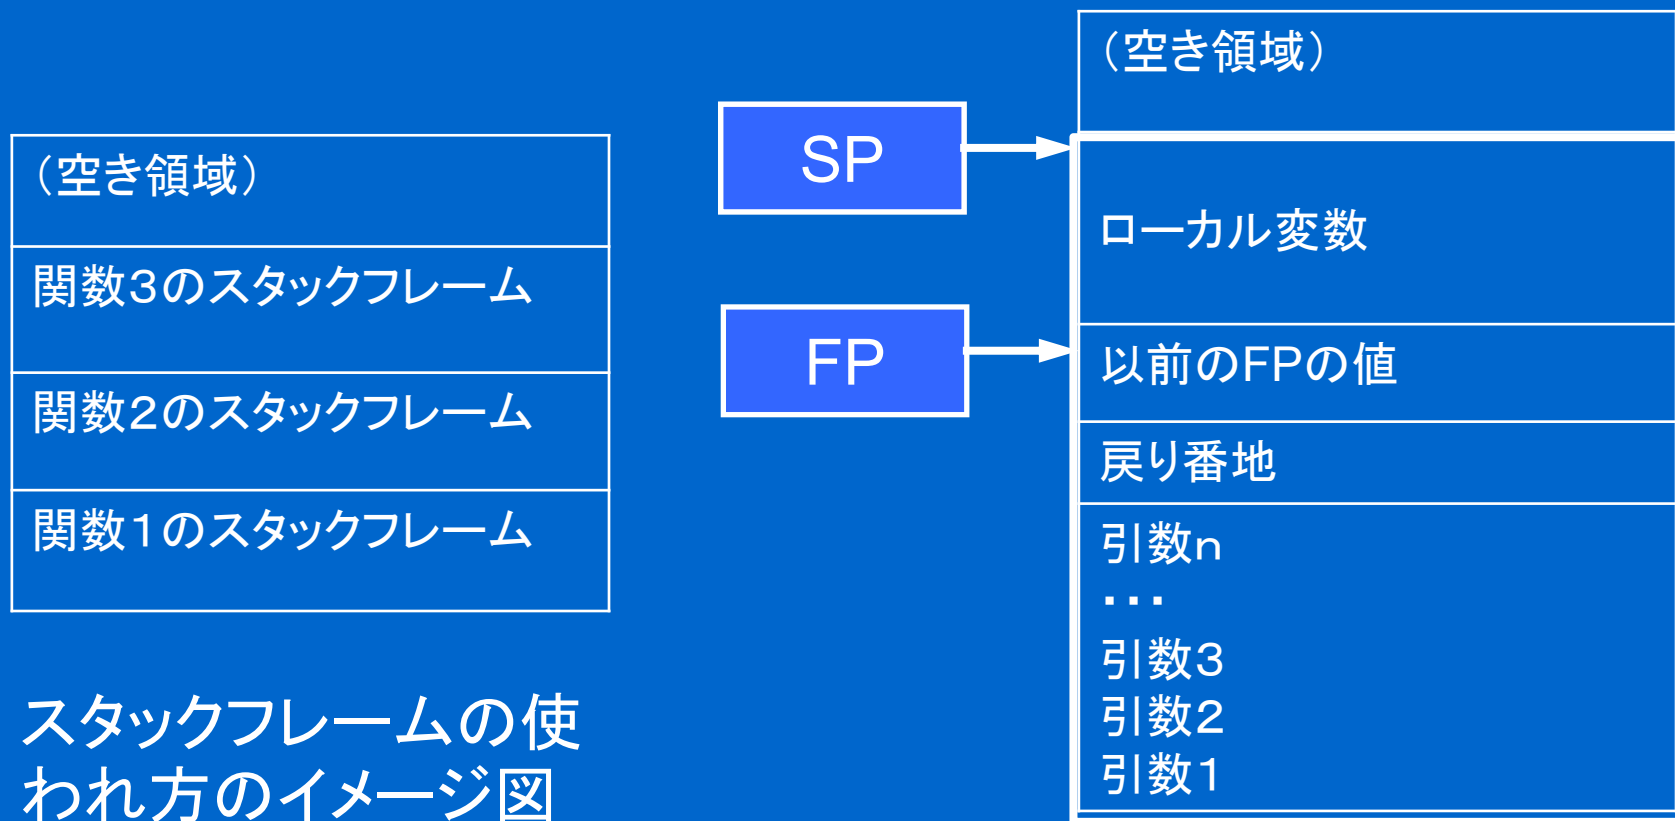 （空き領域）
関数３のスタックフレーム
関数２のスタックフレーム
関数１のスタックフレーム
スタックフレームの使
われ方のイメージ図
SP
FP
（空き領域）
ローカル変数
以前のFPの値
戻り番地
引数ｎ
・・・
引数３
引数２
引数１